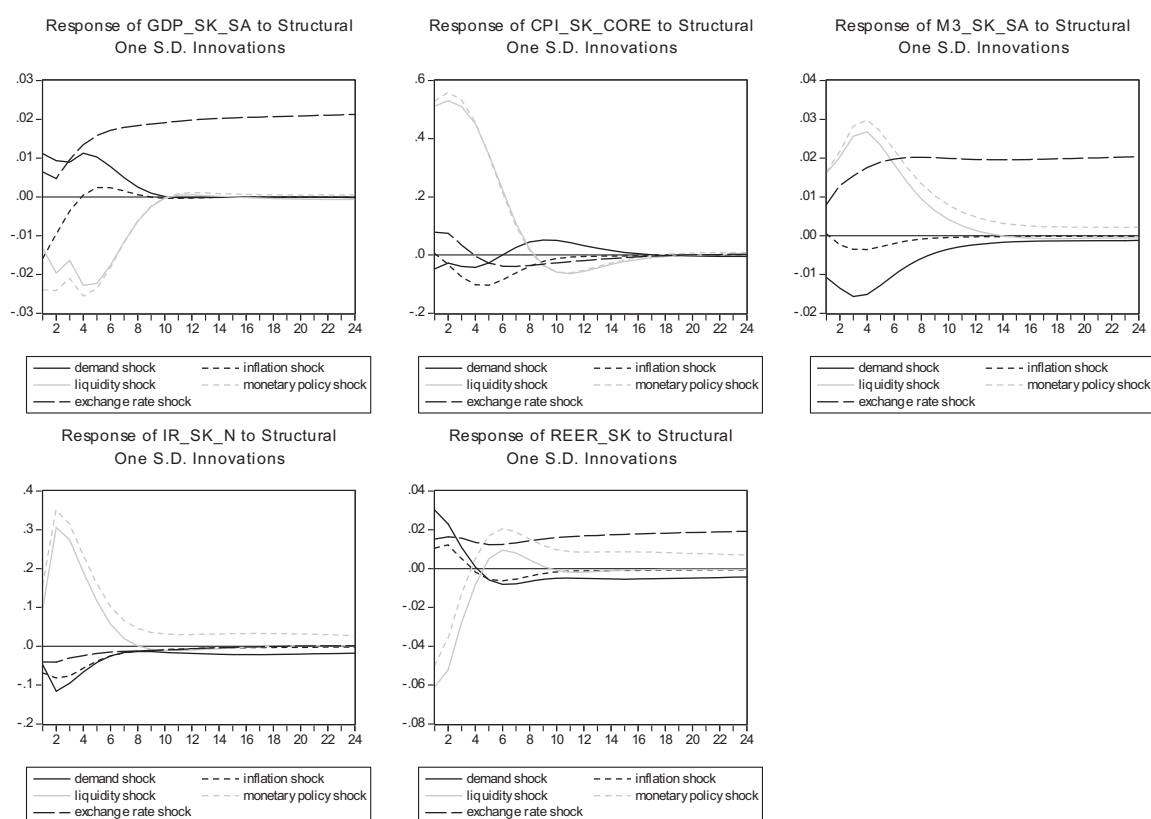 Response of GDP_SK_SA to Structural
One S.D. Innovations
.03
.02
.01
.00
-.01
-.02
-.03
2 4 6 8 10 12 14 16 18 20 22 24
demand shock
inflation shock
liquidity shock
monetary policy shock
exchange rate shock
Response of CPI_SK_CORE to Structural
One S.D. Innovations
.6
.4
.2
.0
-.2
2 4 6 8 10 12 14 16 18 20 22 24
demand shock
inflation shock
liquidity shock
monetary policy shock
exchange rate shock
Response of M3_SK_SA to Structural
One S.D. Innovations
.04
.03
.02
.01
.00
-.01
-.02
2 4 6 8 10 12 14 16 18 20 22 24
demand shock
inflation shock
liquidity shock
monetary policy shock
exchange rate shock
Response of IR_SK_N to Structural
One S.D. Innovations
.4
.3
.2
.1
.0
-.1
-.2
2 4 6 8 10 12 14 16 18 20 22 24
demand shock
inflation shock
liquidity shock
monetary policy shock
exchange rate shock
Response of REER_SK to Structural
One S.D. Innovations
.04
.02
.00
-.02
-.04
-.06
-.08
2 4 6 8 10 12 14 16 18 20 22 24
demand shock
inflation shock
liquidity shock
monetary policy shock
exchange rate shock